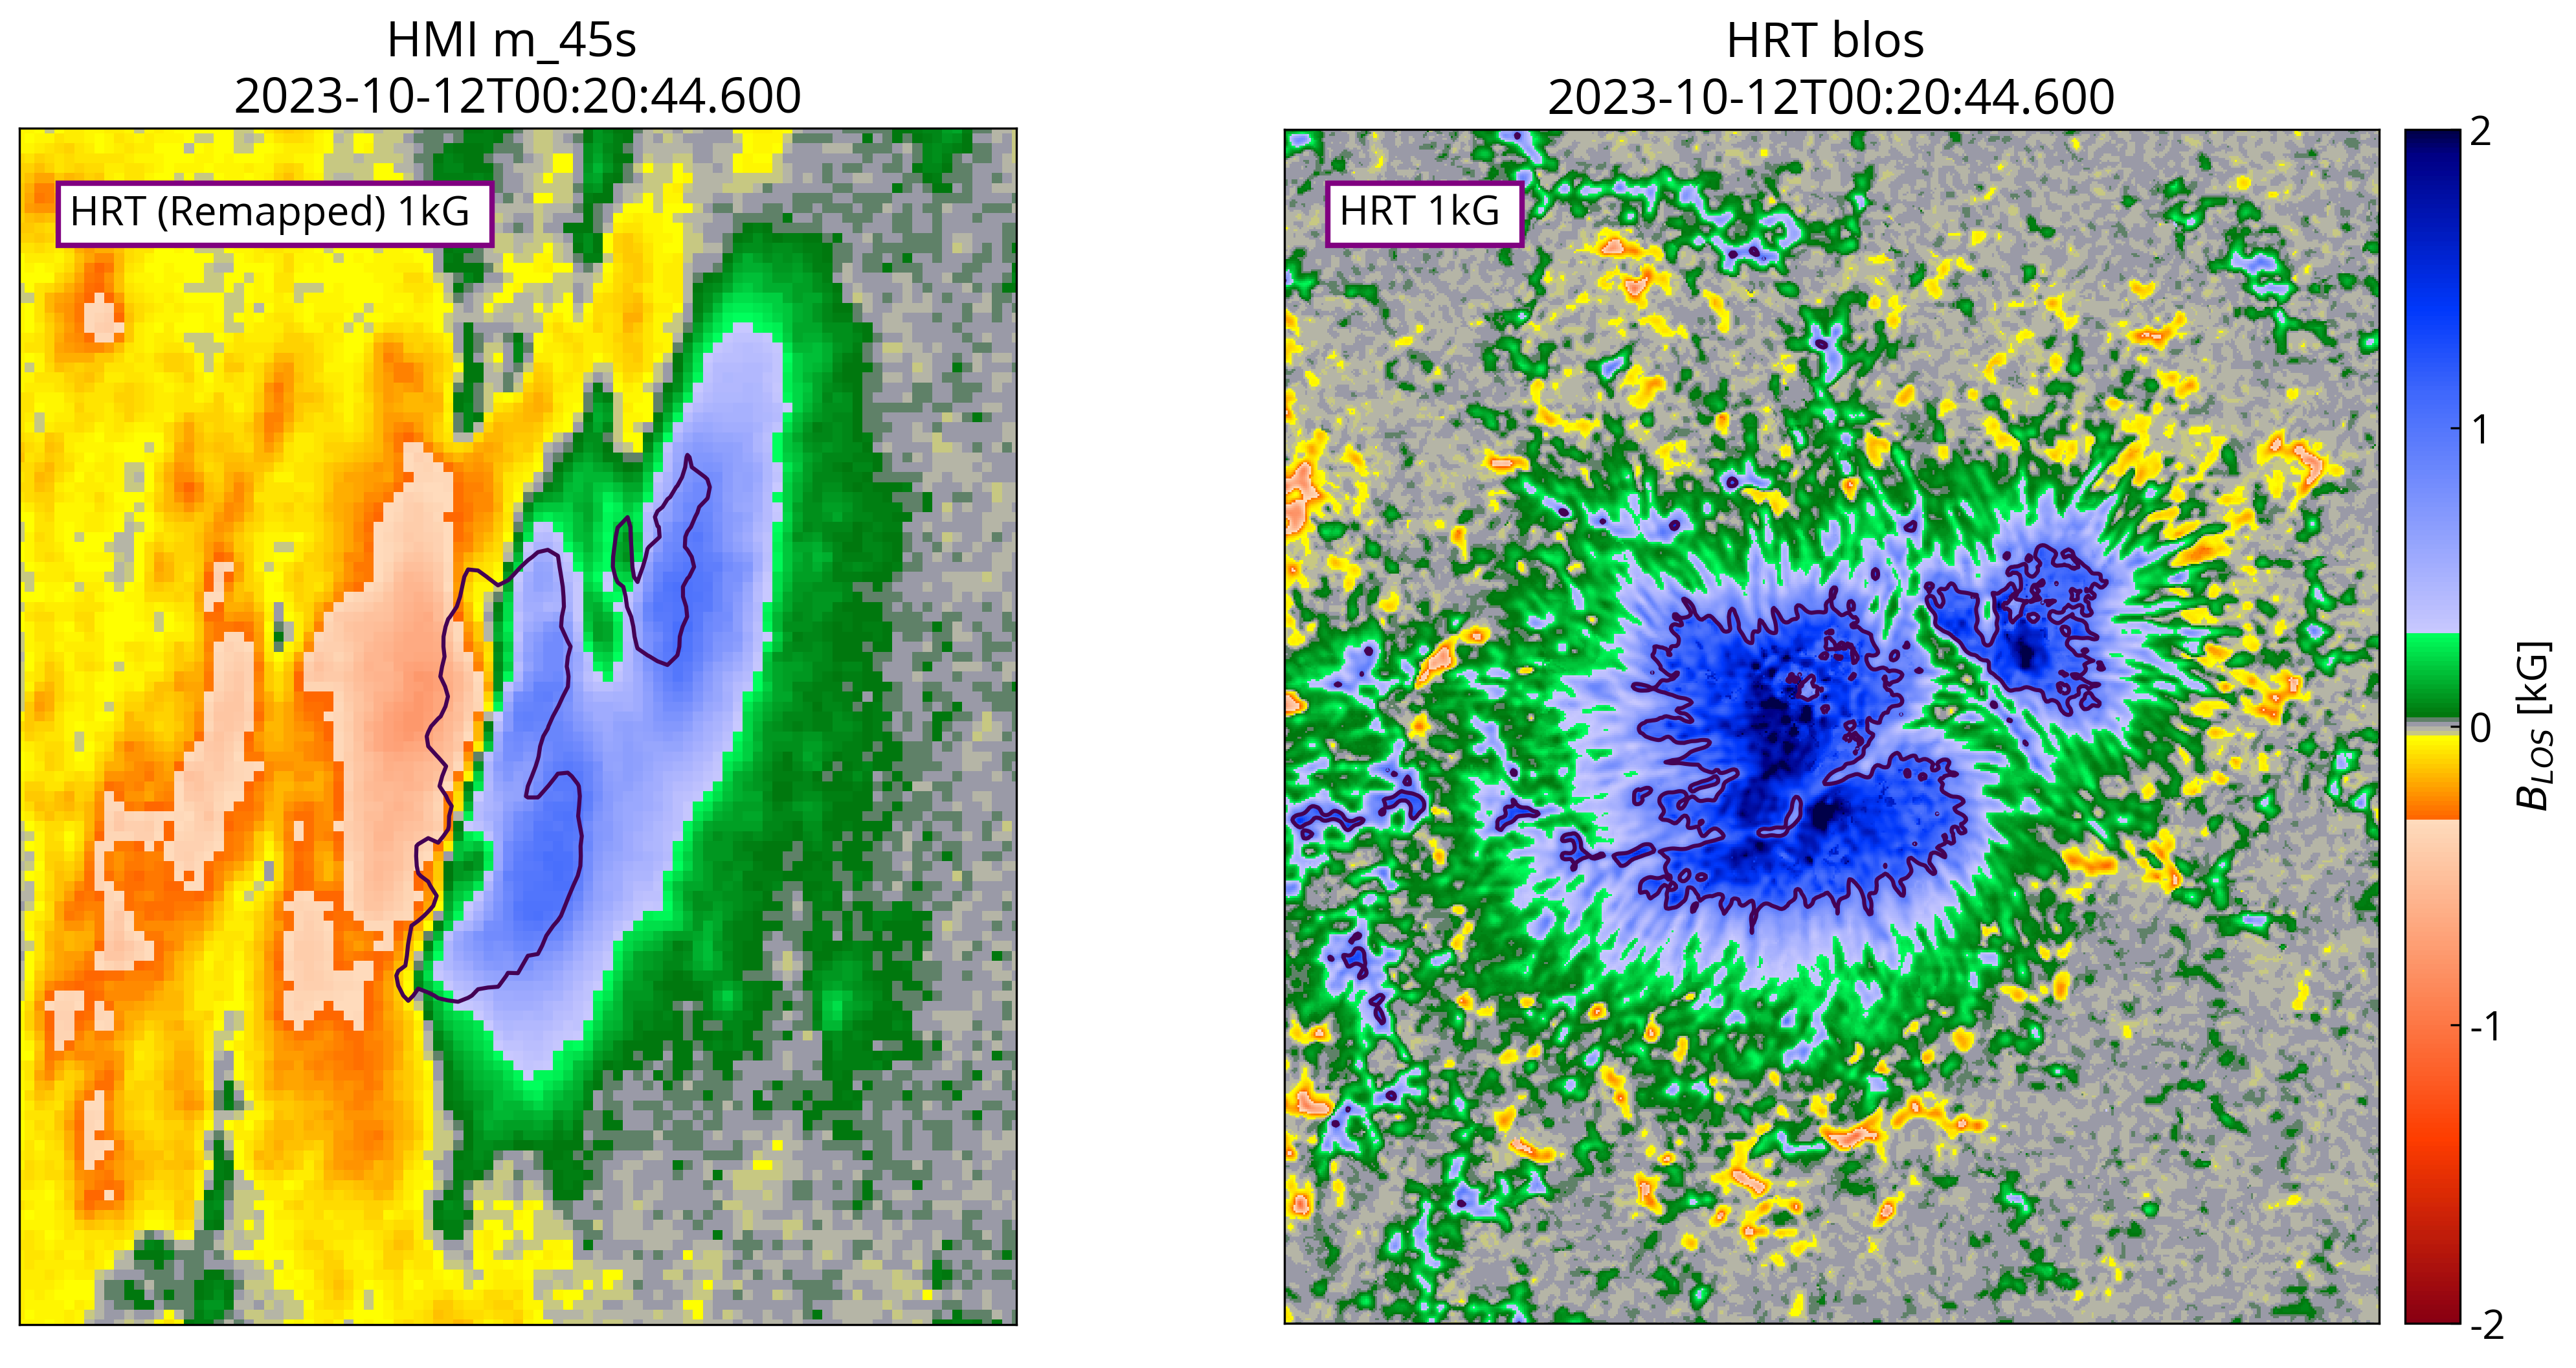 HMI m_45s
2023-10-12T00:20:44.600
HRT (Remapped) 1kG
HRT blos
2023-10-12T00:20:44.600
HRT 1kG
2
1
0
-1
-2
B_LOS [kG]